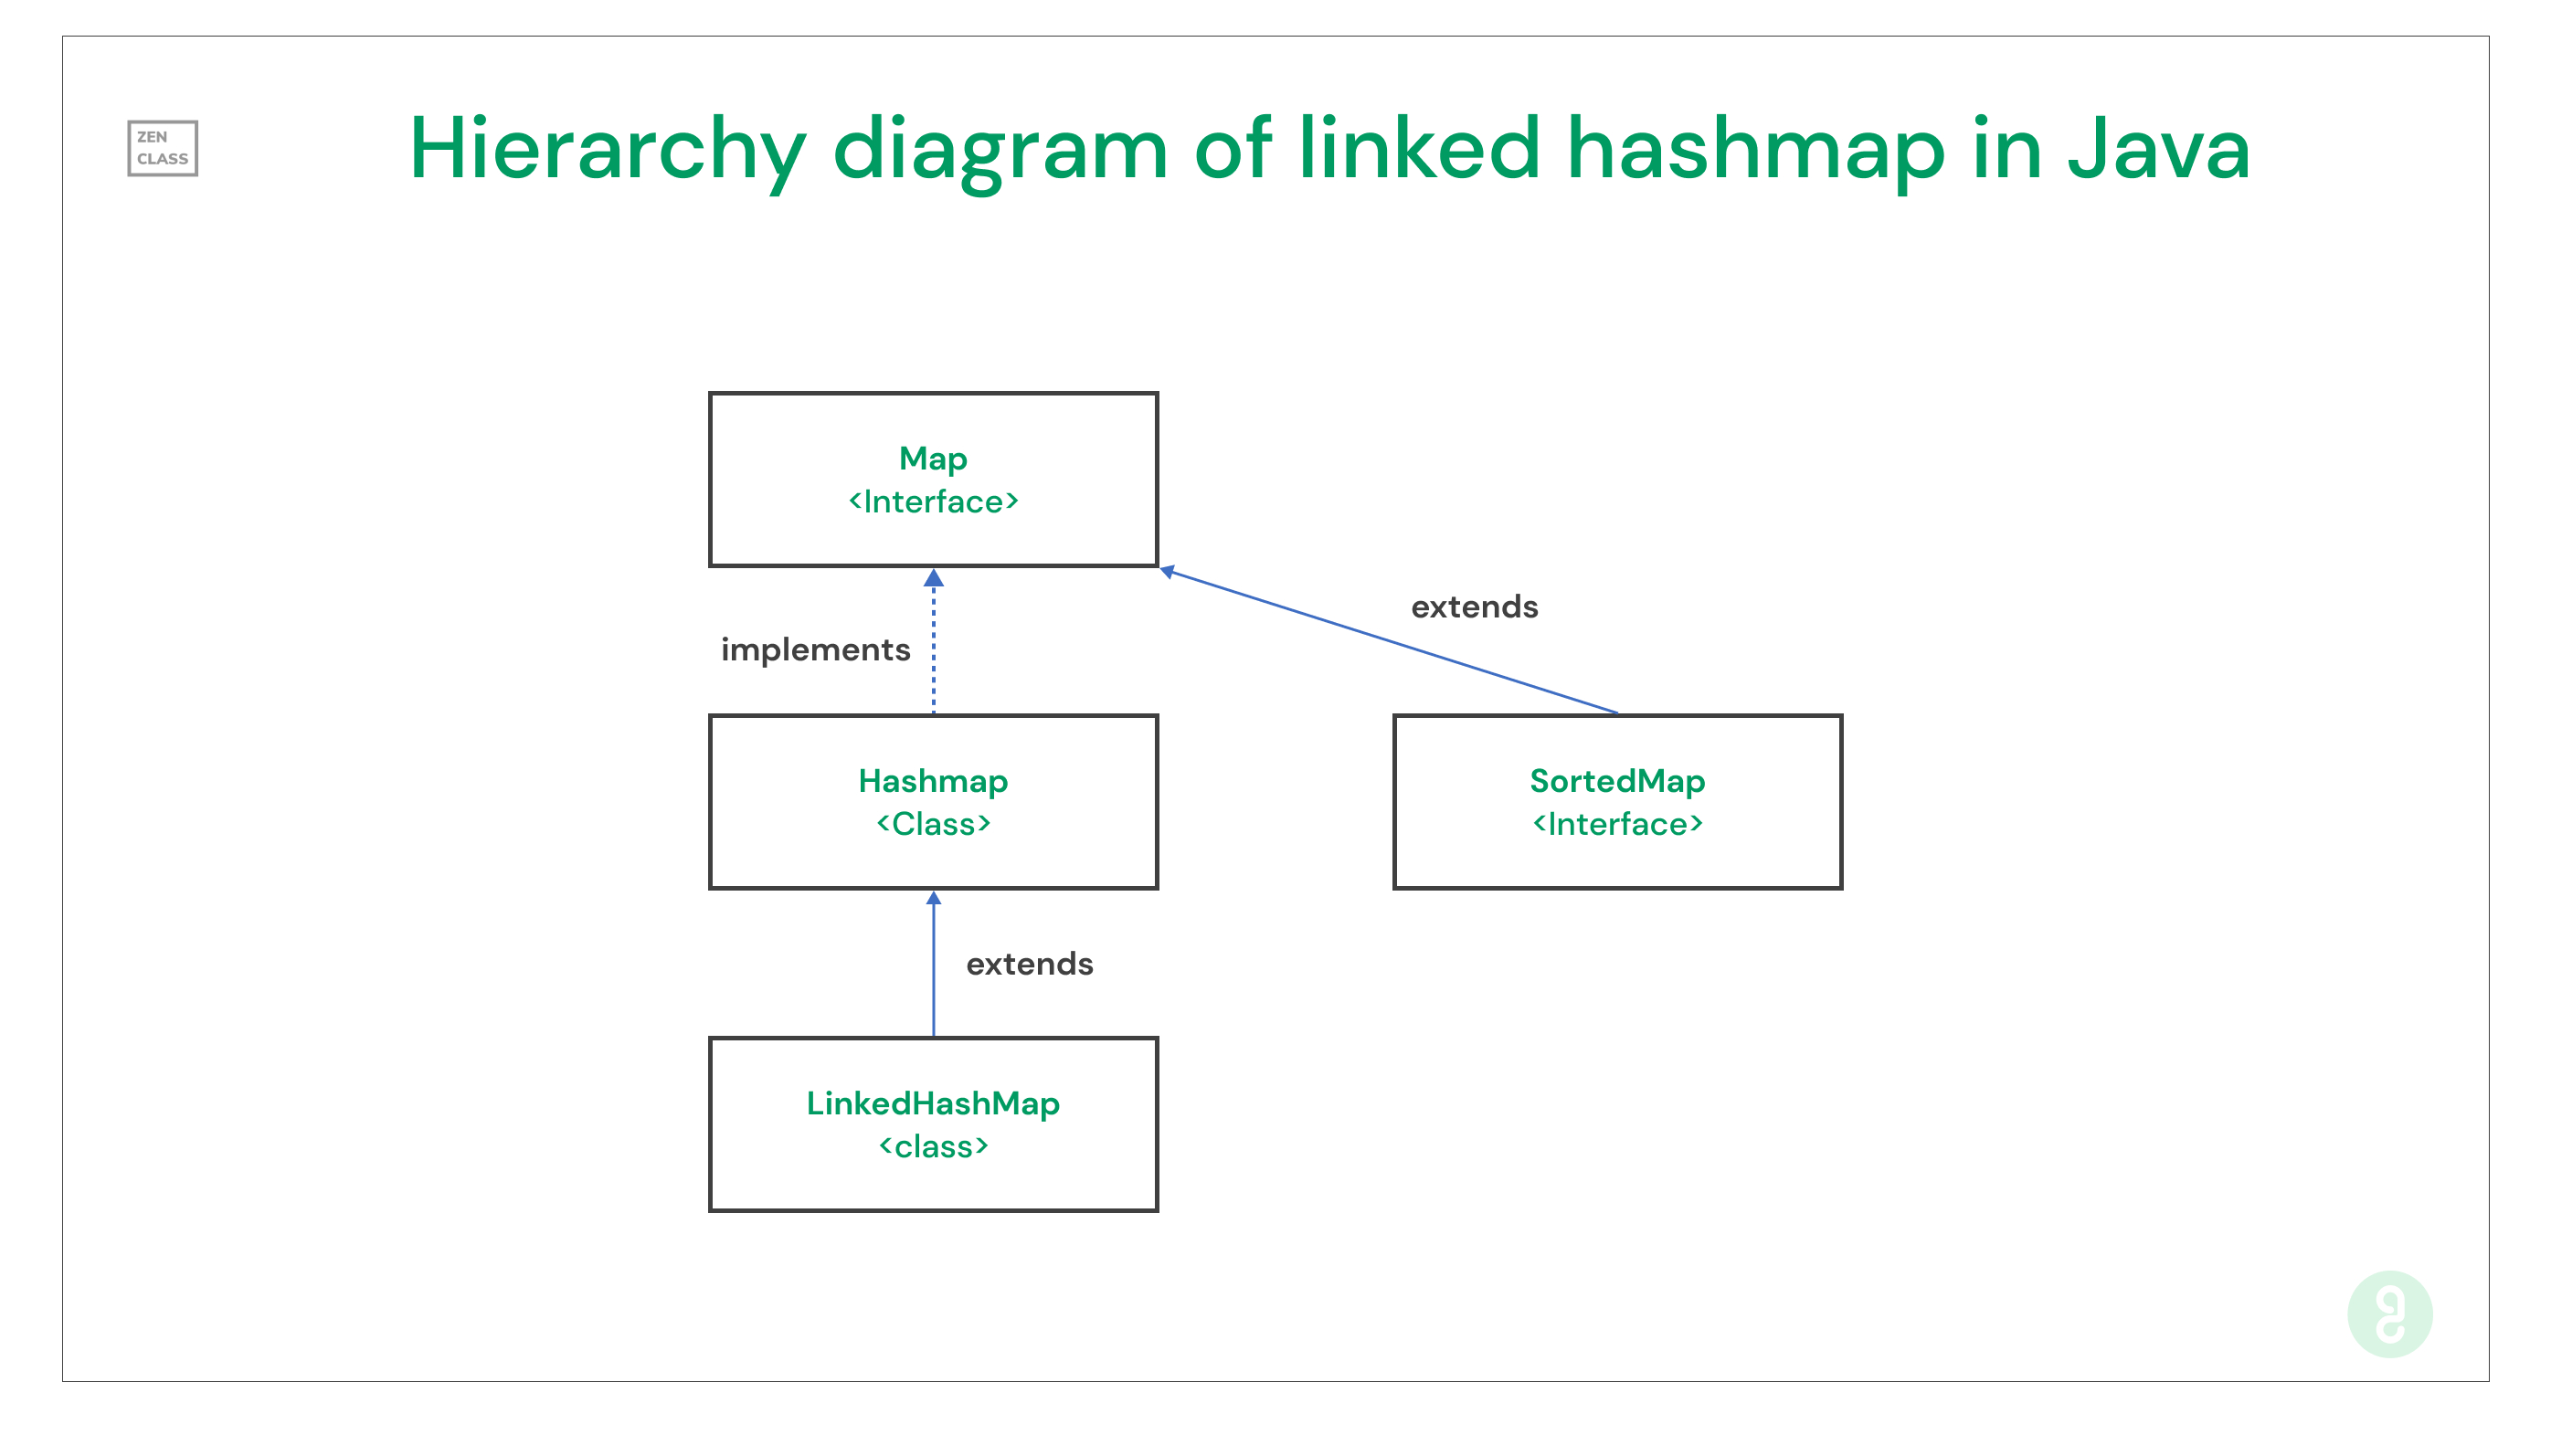 ZEN
CLASS
Hierarchy diagram of linked hashmap in Java
Map
<Interface>
implements
extends
Hashmap
<Class>
SortedMap
<Interface>
extends
LinkedHashMap
<class>